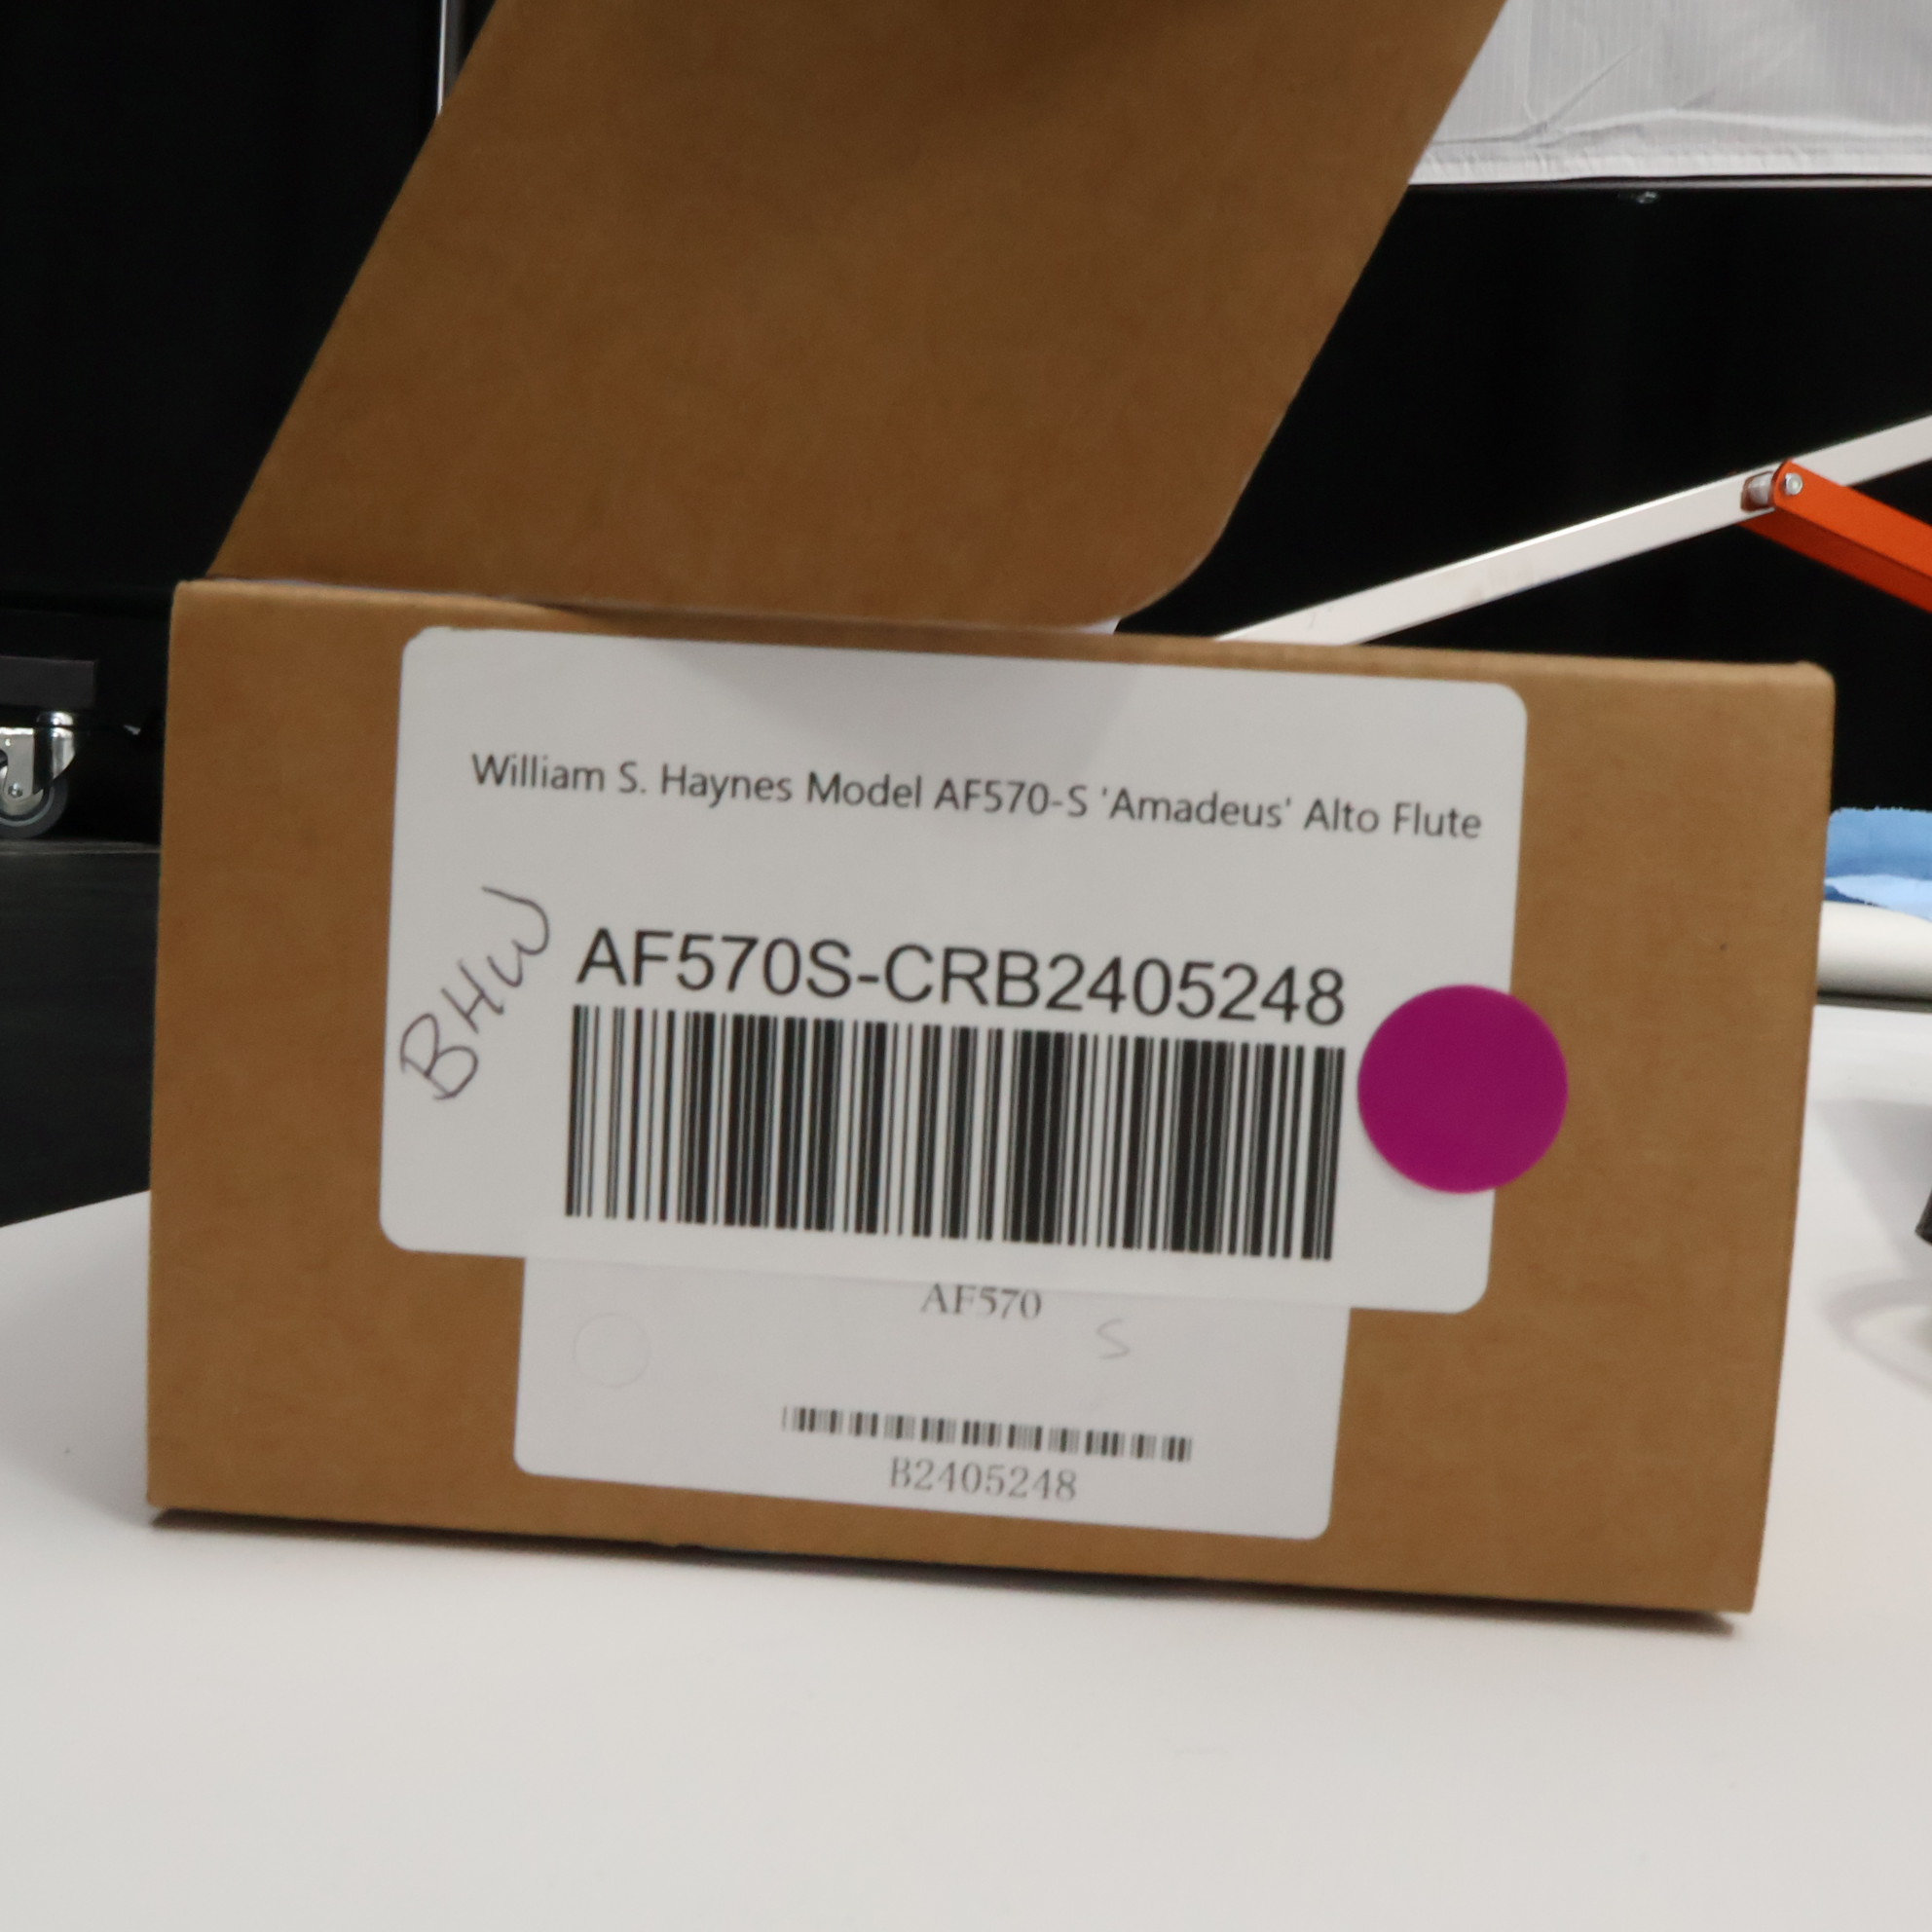 William S. Haynes Model AF570-S 'Amadeus' Alto Flute
BHW
AF570S-CRB2405248
AF570
S
B2405248